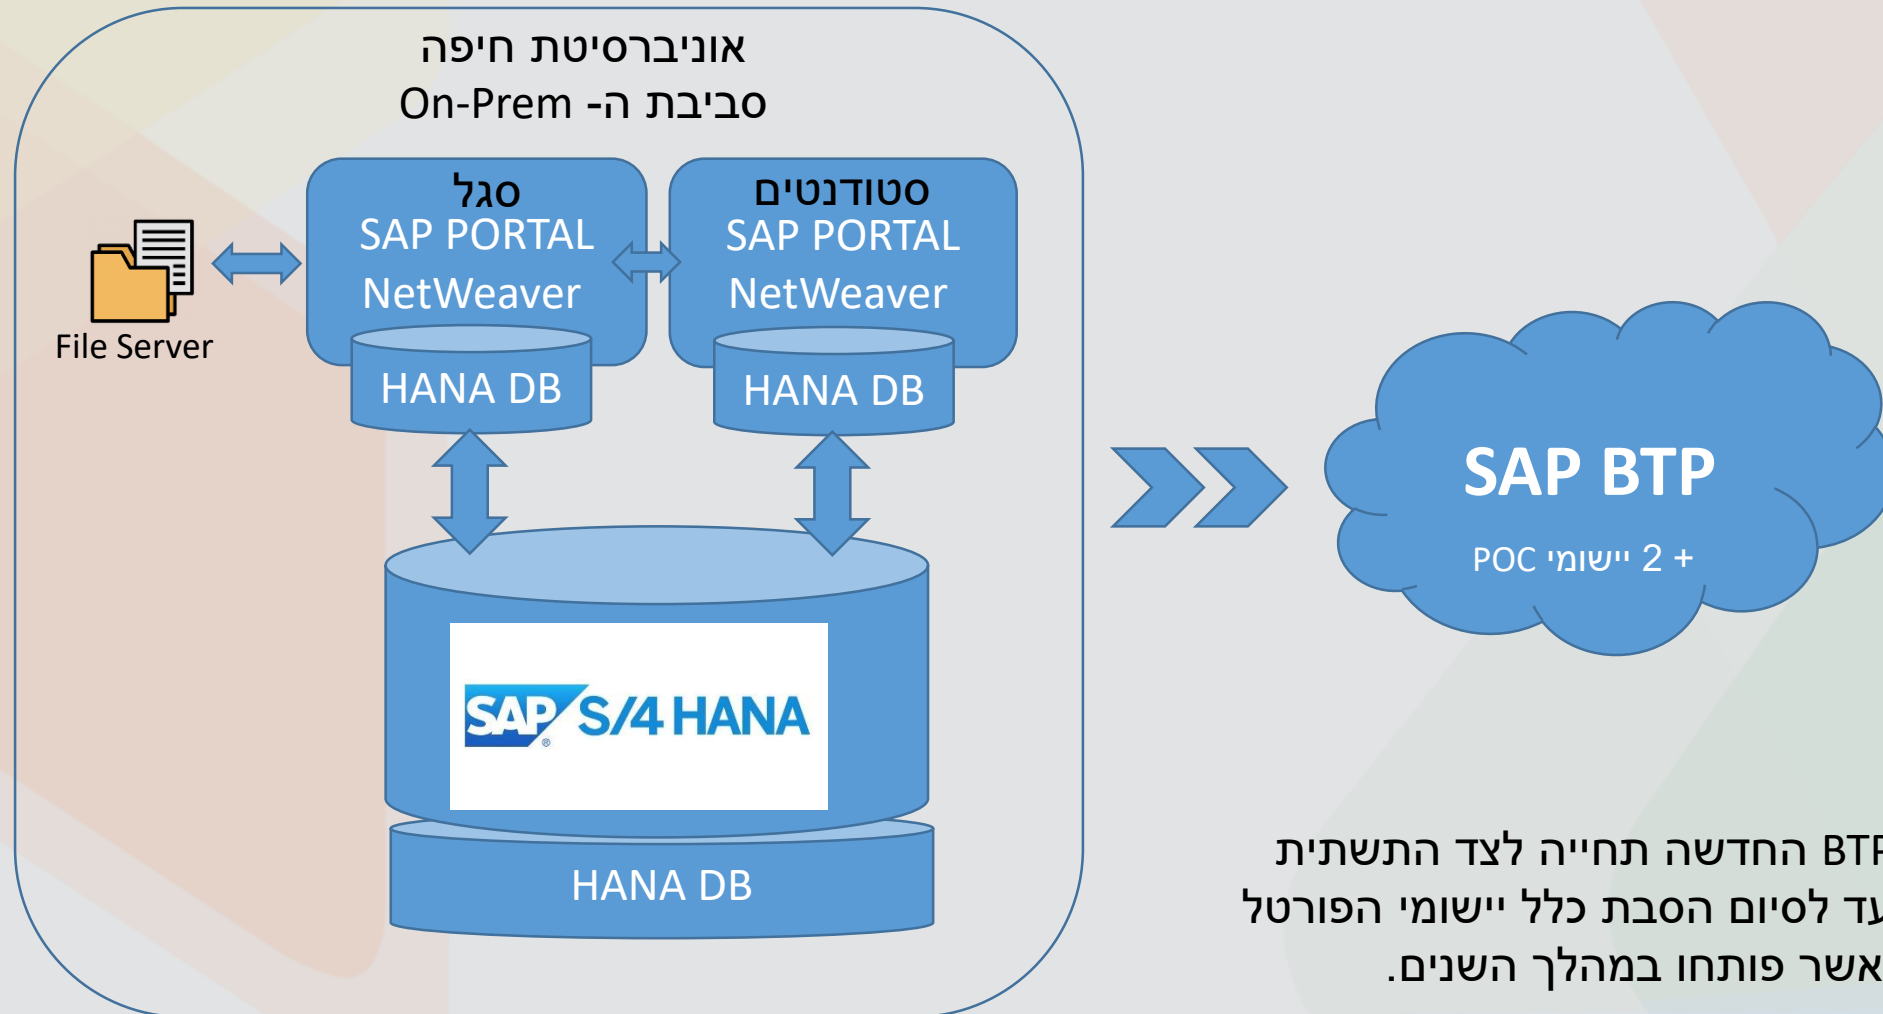 אוניברסיטת חיפה
סביבת ה- On-Prem
סגל
SAP PORTAL
NetWeaver
HANA DB
סטודנטים
SAP PORTAL
NetWeaver
HANA DB
File Server
SAP S/4 HANA
HANA DB
SAP BTP
+ 2 יישומי POC
החדשה תחייה לצד התשתית
עד לסיום הסבת כלל יישומי הפורטל
אשר פותחו במהלך השנים.